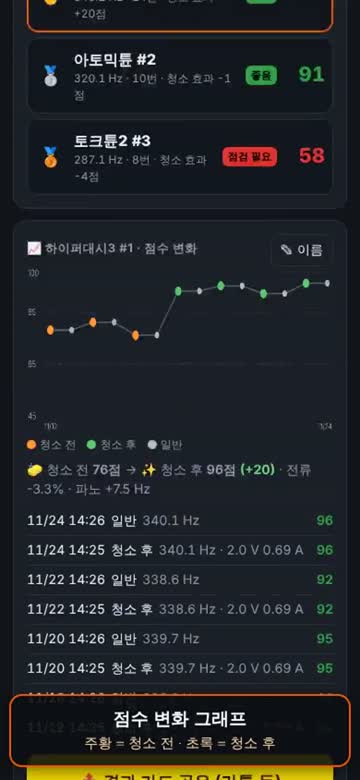 +20점
아토믹튠 #2
320.1 Hz · 10번 · 청소 효과 -1
점
좋음
91
토크튠2 #3
287.1 Hz · 8번 · 청소 효과
-4점
점검 필요
58
하이퍼대시3 #1 · 점수 변화
이름
100
85
65
45
11/24
청소 전 청소 후 일반
청소 전 76점 → 청소 후 96점 (+20) · 전류
-3.3% · 파노 +7.5 Hz
11/24 14:26 일반 340.1 Hz 96
11/24 14:25 청소 후 340.1 Hz · 2.0 V 0.69 A 96
11/22 14:26 일반 338.6 Hz 92
11/22 14:25 청소 후 338.6 Hz · 2.0 V 0.69 A 92
11/20 14:26 일반 339.7 Hz 95
11/20 14:25 청소 후 339.7 Hz · 2.0 V 0.69 A 95
점수 변화 그래프
주황 = 청소 전 · 초록 = 청소 후